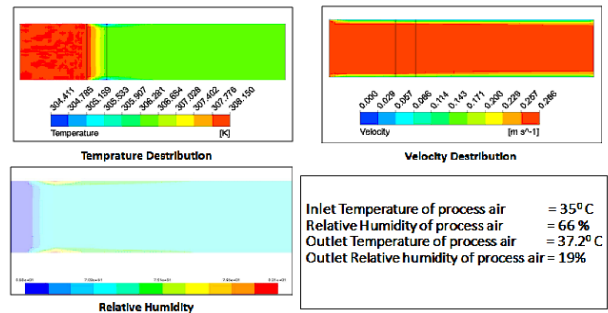 304.411
304.785
305.159
305.533
305.907
306.281
306.654
307.028
307.402
307.776
308.150
Temperature [K]
Temprature Destribution
0.000
0.029
0.057
0.086
0.114
0.143
0.171
0.200
0.229
0.257
0.286
Velocity [m s^-1]
Velocity Destribution
Relative Humidity
Inlet Temperature of process air = 35⁰ C
Relative Humidity of process air = 66 %
Outlet Temperature of process air = 37.2⁰ C
Outlet Relative humidity of process air = 19%